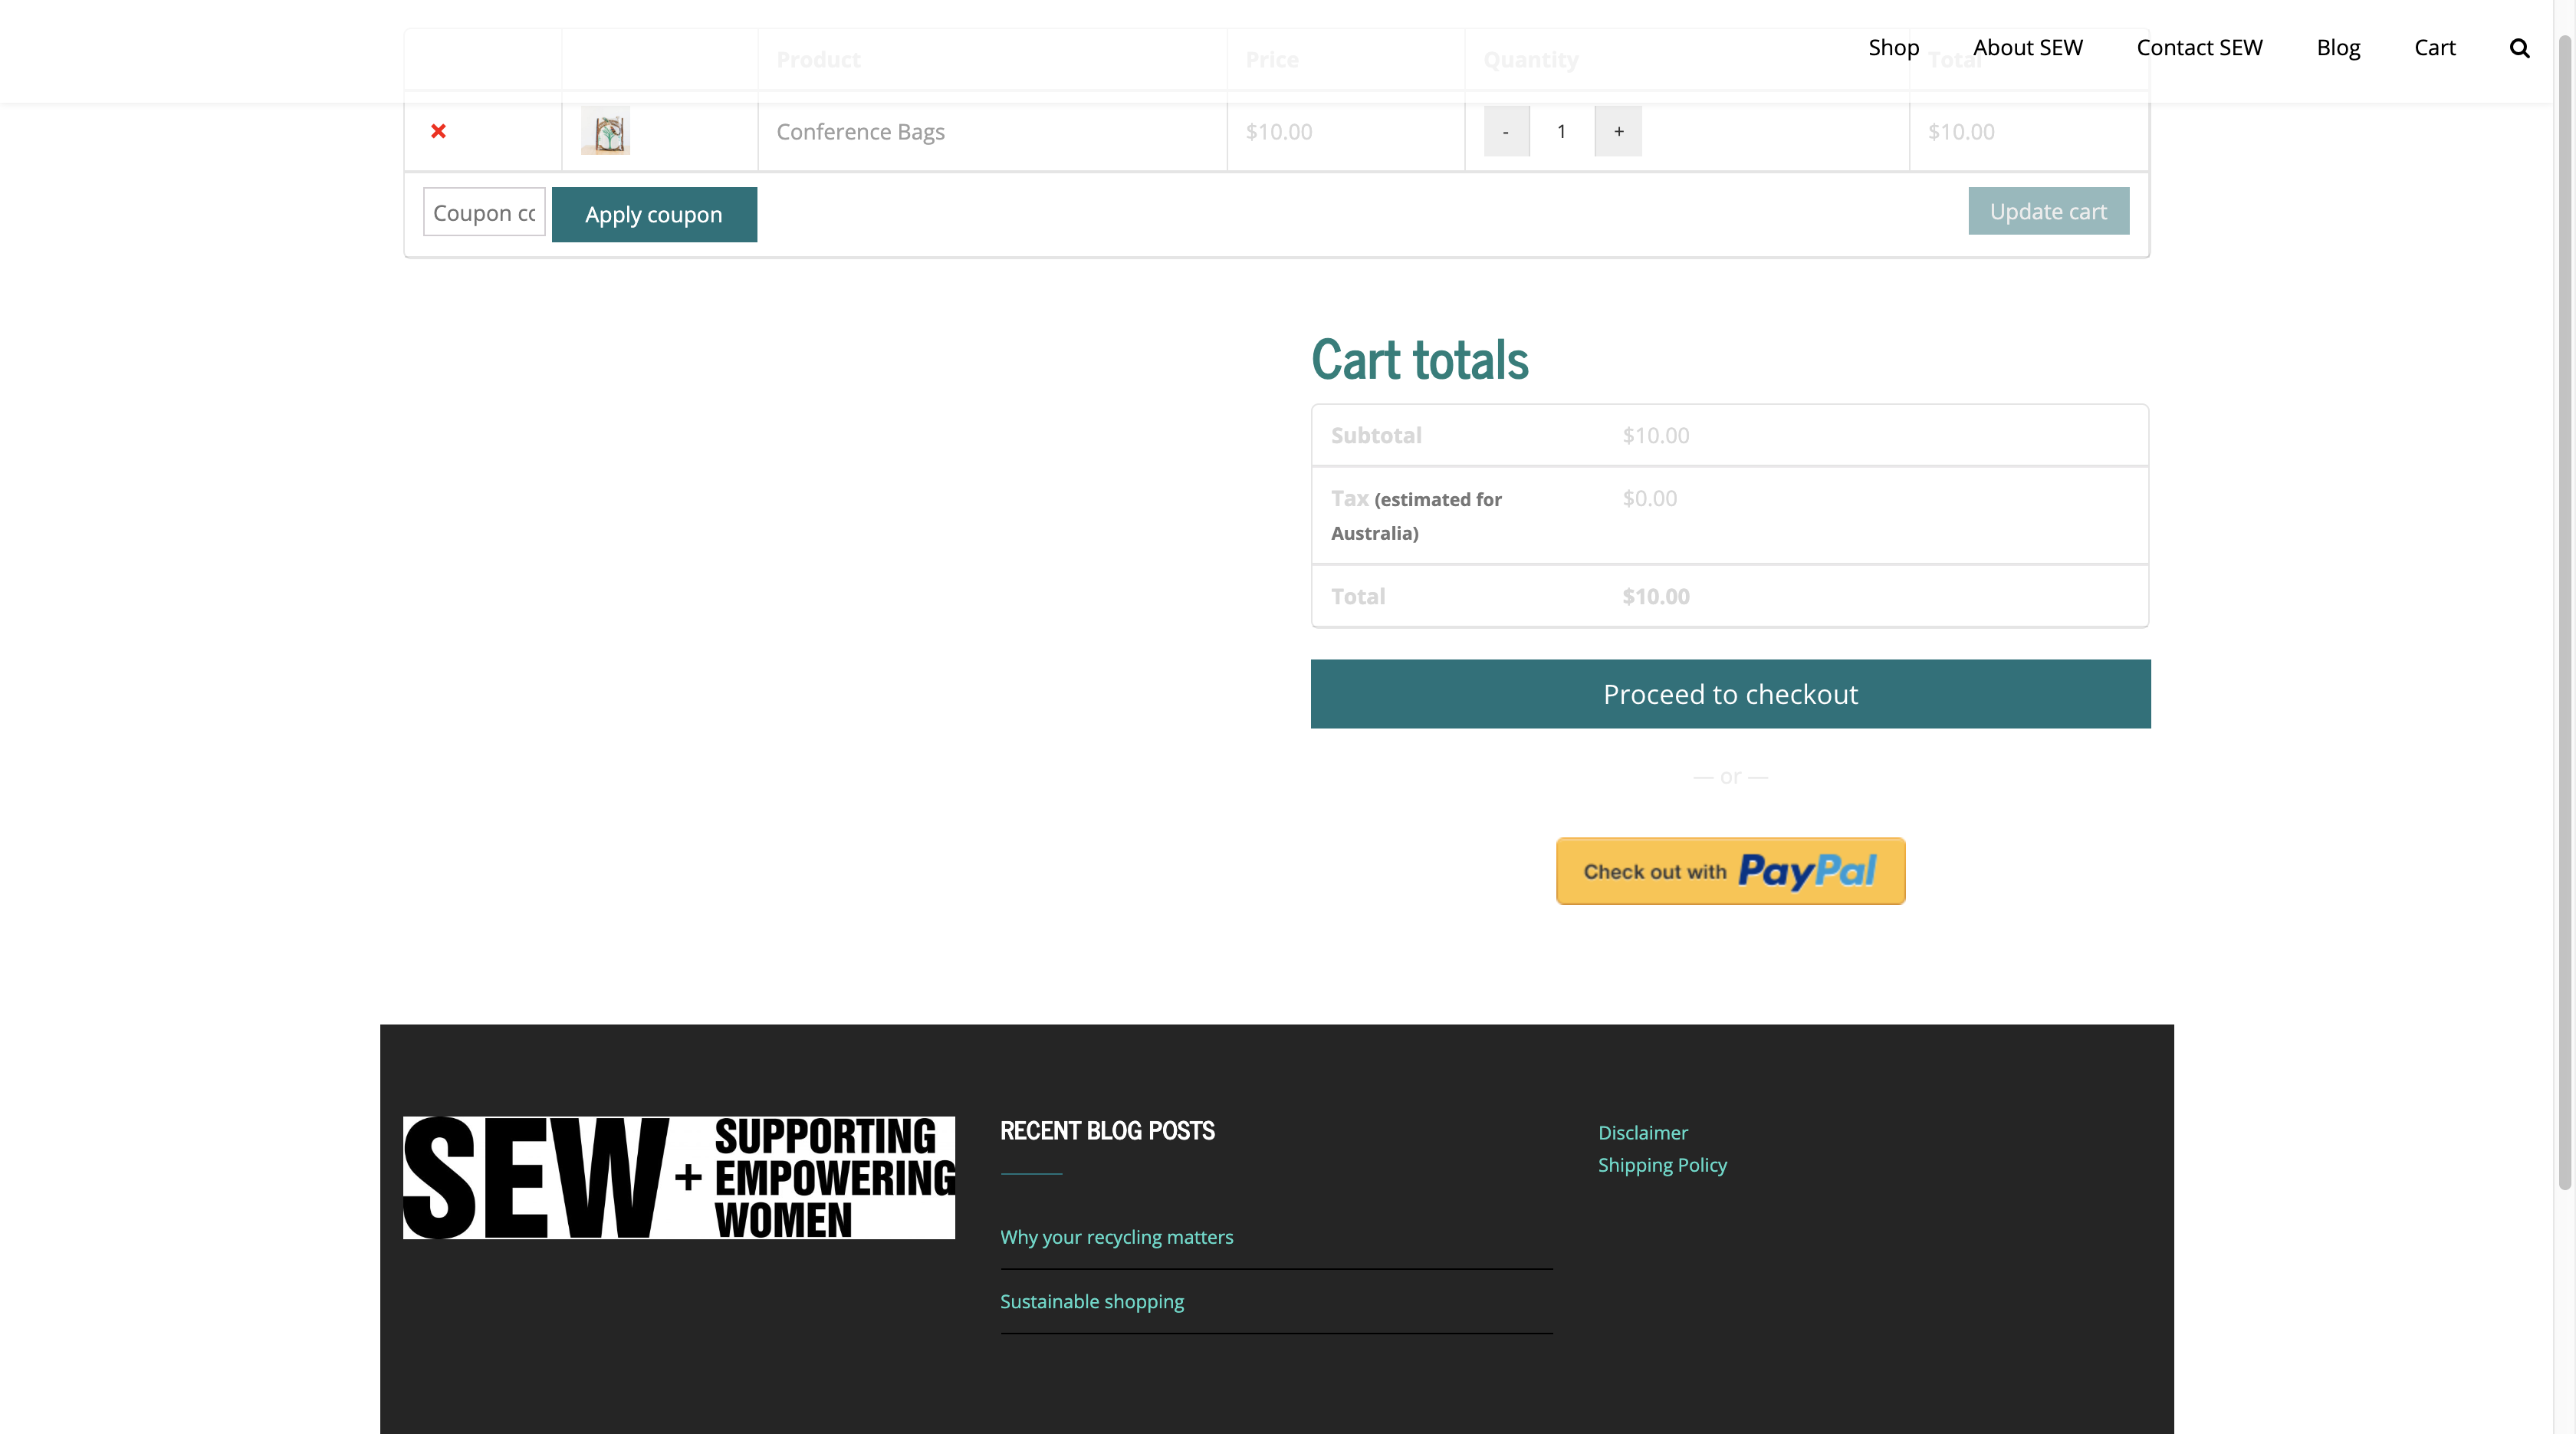 Shop About SEW Contact SEW Blog Cart
Product Price Quantity Total
Conference Bags $10.00 - 1 + $10.00
Coupon cc Apply coupon Update cart
Cart totals
Subtotal $10.00
Tax (estimated for $0.00
Australia)
Total $10.00
Proceed to checkout
— or —
Check out with PayPal
SEW+ SUPPORTING
EMPOWERING
WOMEN
RECENT BLOG POSTS
Why your recycling matters
Sustainable shopping
Disclaimer
Shipping Policy